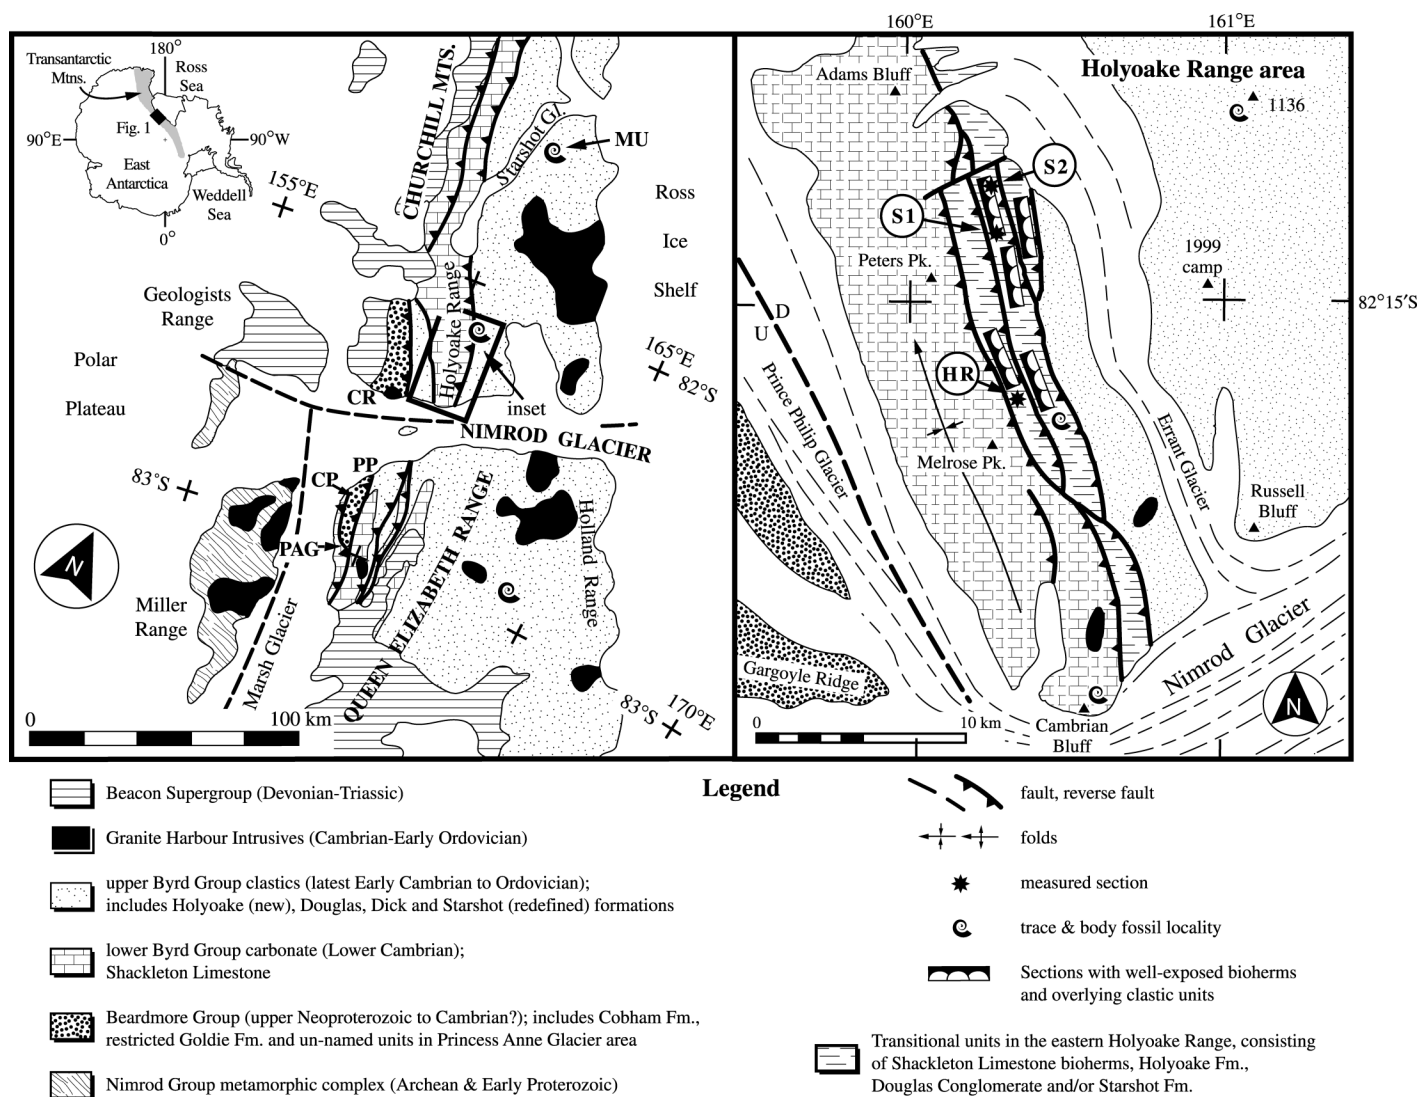 160°E
161°E
180°
Transantarctic
Mtns.
Ross
Sea
Fig. 1
90°E
90°W
East
Antarctica
Weddell
Sea
0°
155°E
CHURCHILL MTS.
Starshot Gl.
MU
Ross
Ice
Shelf
Geologists
Range
Holyoake Range
Polar
Plateau
CR
inset
165°E
82°S
NIMROD GLACIER
83°S
CP
PP
PAG
Miller
Range
Marsh Glacier
QUEEN ELIZABETH RANGE
Holland Range
N
83°S
170°E
0
100 km
Holyoake Range area
Adams Bluff
1136
S2
S1
Peters Pk.
1999
camp
82°15'S
D
U
Prince Philip Glacier
HR
Melrose Pk.
Errant Glacier
Russell
Bluff
Nimrod Glacier
Gargoyle Ridge
0
10 km
Cambrian
Bluff
N
Legend
Beacon Supergroup (Devonian-Triassic)
Granite Harbour Intrusives (Cambrian-Early Ordovician)
upper Byrd Group clastics (latest Early Cambrian to Ordovician);
includes Holyoake (new), Douglas, Dick and Starshot (redefined) formations
lower Byrd Group carbonate (Lower Cambrian);
Shackleton Limestone
Beardmore Group (upper Neoproterozoic to Cambrian?); includes Cobham Fm.,
restricted Goldie Fm. and un-named units in Princess Anne Glacier area
Nimrod Group metamorphic complex (Archean & Early Proterozoic)
fault, reverse fault
folds
measured section
trace & body fossil locality
Sections with well-exposed bioherms
and overlying clastic units
Transitional units in the eastern Holyoake Range, consisting
of Shackleton Limestone bioherms, Holyoake Fm.,
Douglas Conglomerate and/or Starshot Fm.